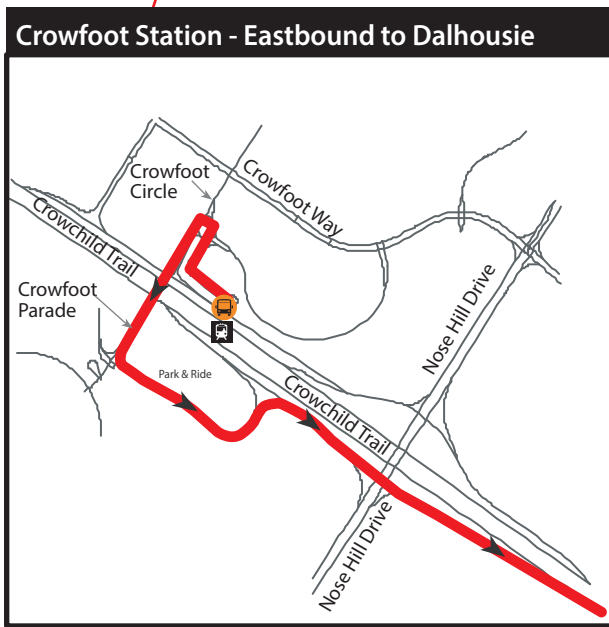 Crowfoot Station - Eastbound to Dalhousie
Crowfoot
Circle
Crowfoot Way
Crowchild Trail
Crowfoot
Parade
Nose Hill Drive
Park & Ride
Crowchild Trail
Nose Hill Drive